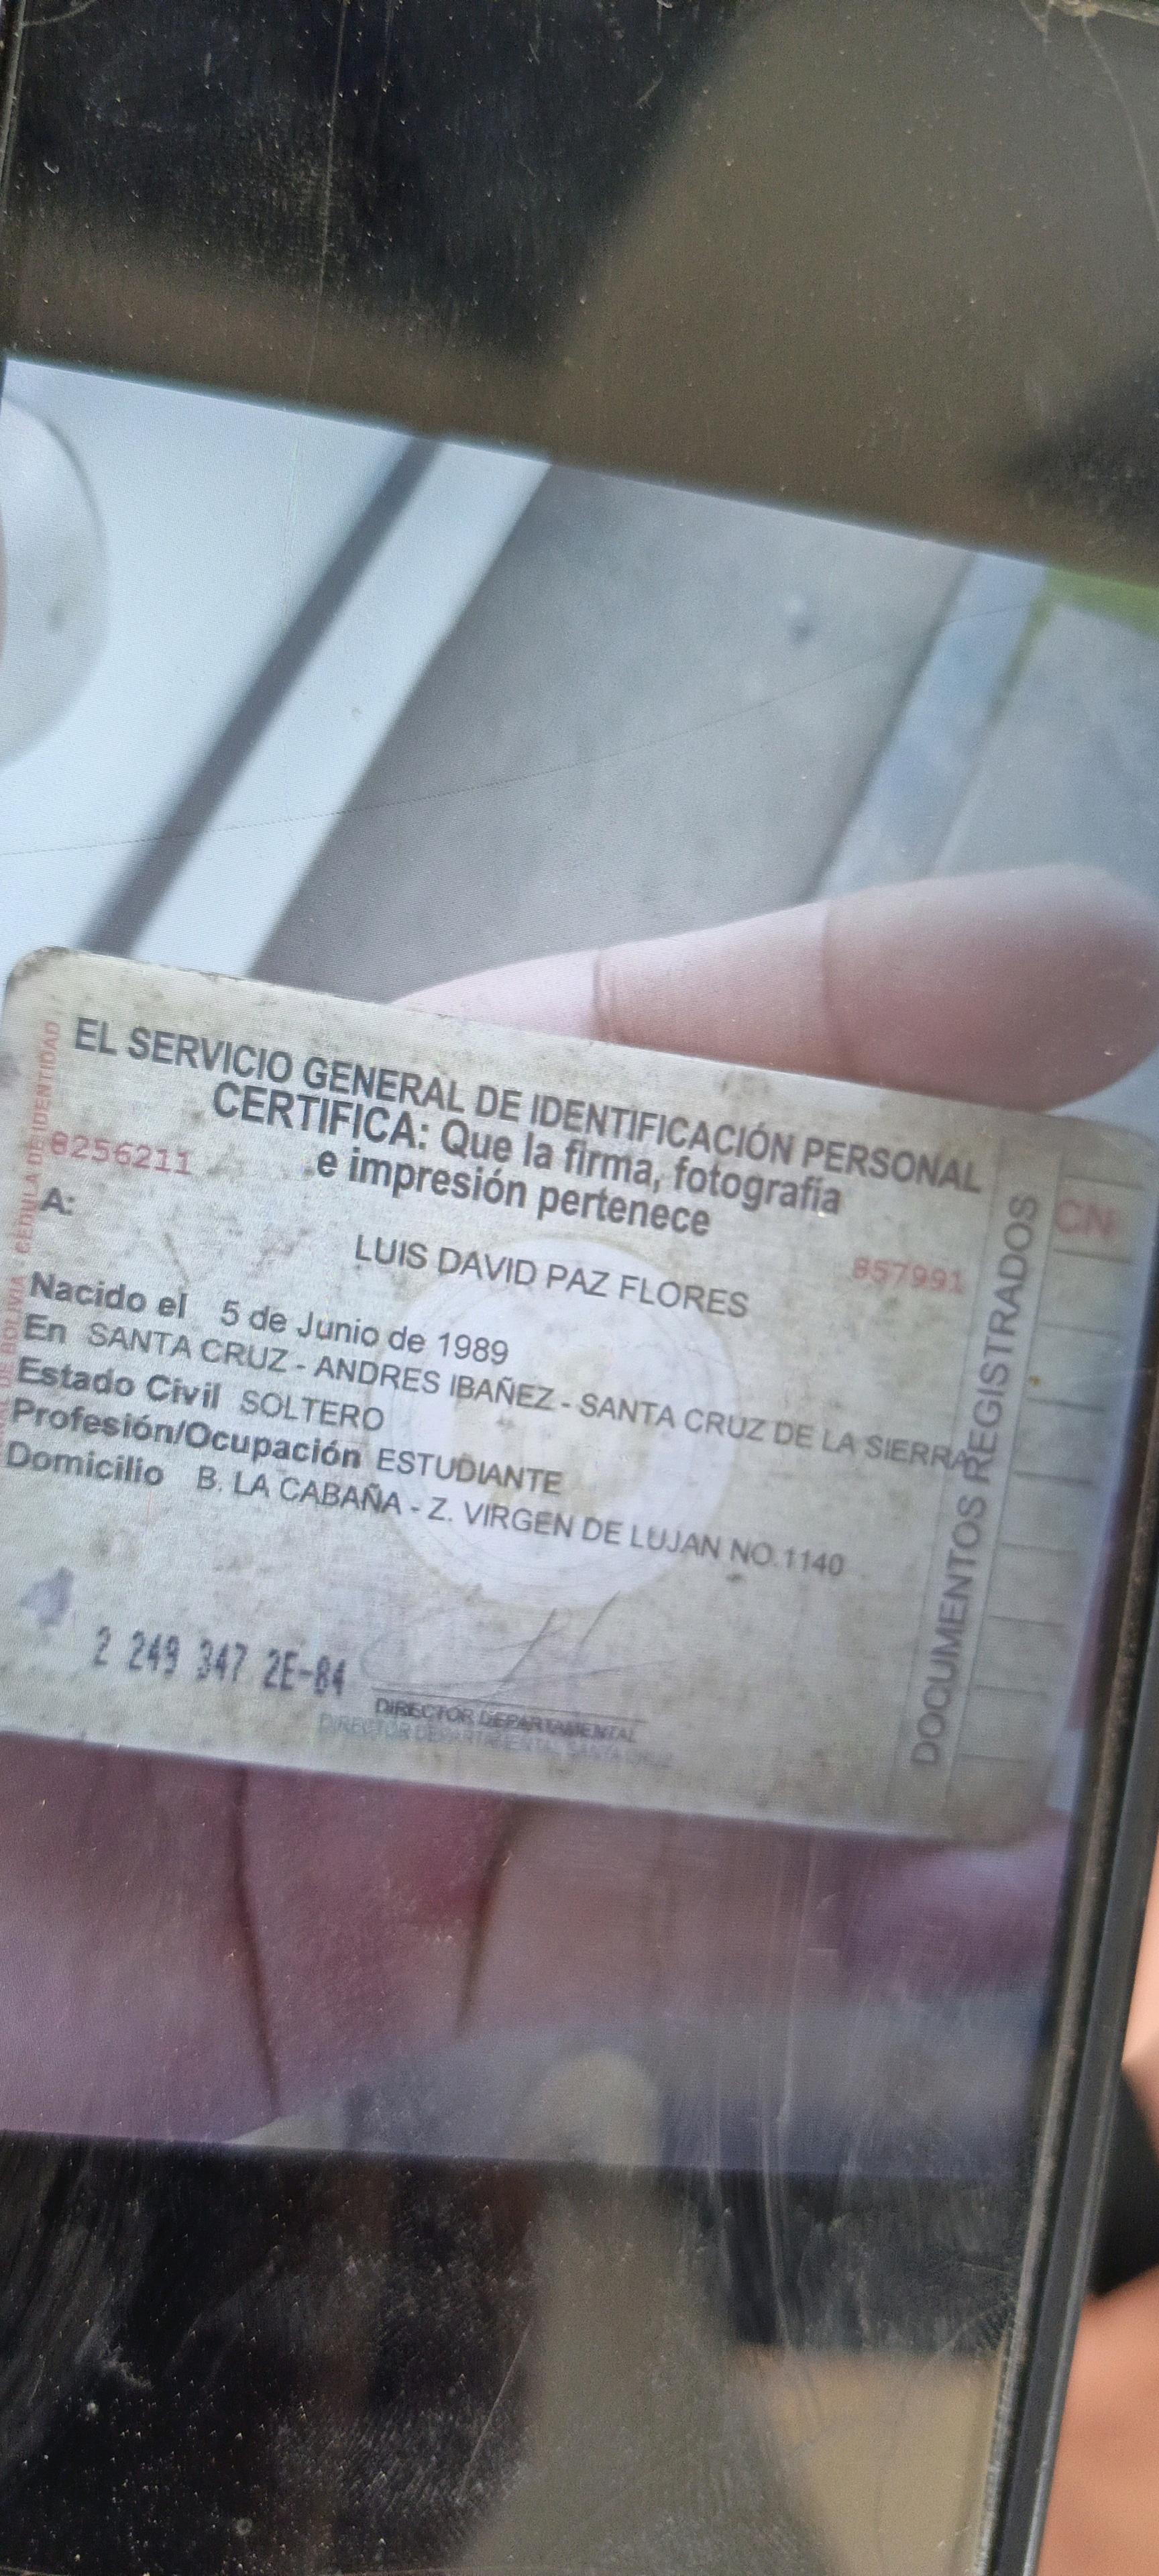 EL SERVICIO GENERAL DE IDENTIFICACIÓN PERSONAL
CERTIFICA: Que la firma, fotografía
e impresión pertenece
8256211
A:
LUIS DAVID PAZ FLORES
857991
CN
Nacido el 5 de Junio de 1989
En SANTA CRUZ - ANDRES IBAÑEZ - SANTA CRUZ DE LA SIERRA
Estado Civil SOLTERO
Profesión/Ocupación ESTUDIANTE
Domicilio B. LA CABAÑA - Z. VIRGEN DE LUJAN NO.1140
2 249 347 2E-84
DIRECTOR DEPARTAMENTAL
DIRECTOR DEPARTAMENTAL SANTA CRUZ
DOCUMENTOS REGISTRADOS
DE BOLIVIA - CEDULA DE IDENTIDAD